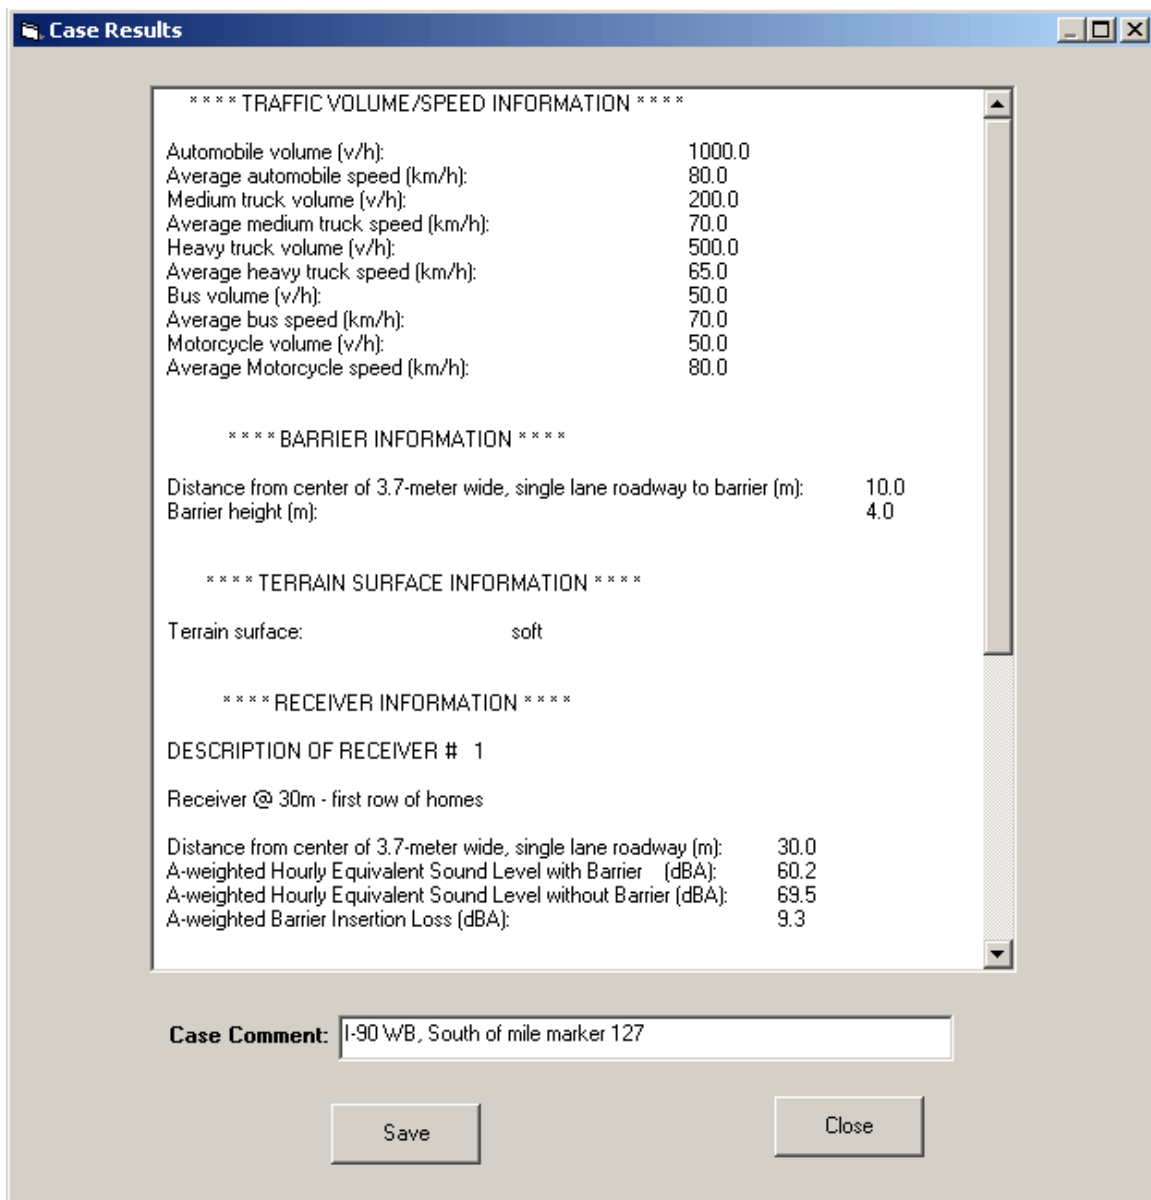 Case Results
**** TRAFFIC VOLUME/SPEED INFORMATION ****
Automobile volume (v/h): 1000.0
Average automobile speed (km/h): 80.0
Medium truck volume (v/h): 200.0
Average medium truck speed (km/h): 70.0
Heavy truck volume (v/h): 500.0
Average heavy truck speed (km/h): 65.0
Bus volume (v/h): 50.0
Average bus speed (km/h): 70.0
Motorcycle volume (v/h): 50.0
Average Motorcycle speed (km/h): 80.0
**** BARRIER INFORMATION ****
Distance from center of 3.7-meter wide, single lane roadway to barrier (m): 10.0
Barrier height (m): 4.0
**** TERRAIN SURFACE INFORMATION ****
Terrain surface: soft
**** RECEIVER INFORMATION ****
DESCRIPTION OF RECEIVER # 1
Receiver @ 30m - first row of homes
Distance from center of 3.7-meter wide, single lane roadway (m): 30.0
A-weighted Hourly Equivalent Sound Level with Barrier (dBA): 60.2
A-weighted Hourly Equivalent Sound Level without Barrier (dBA): 69.5
A-weighted Barrier Insertion Loss (dBA): 9.3
Case Comment: I-90 WB, South of mile marker 127
Save Close